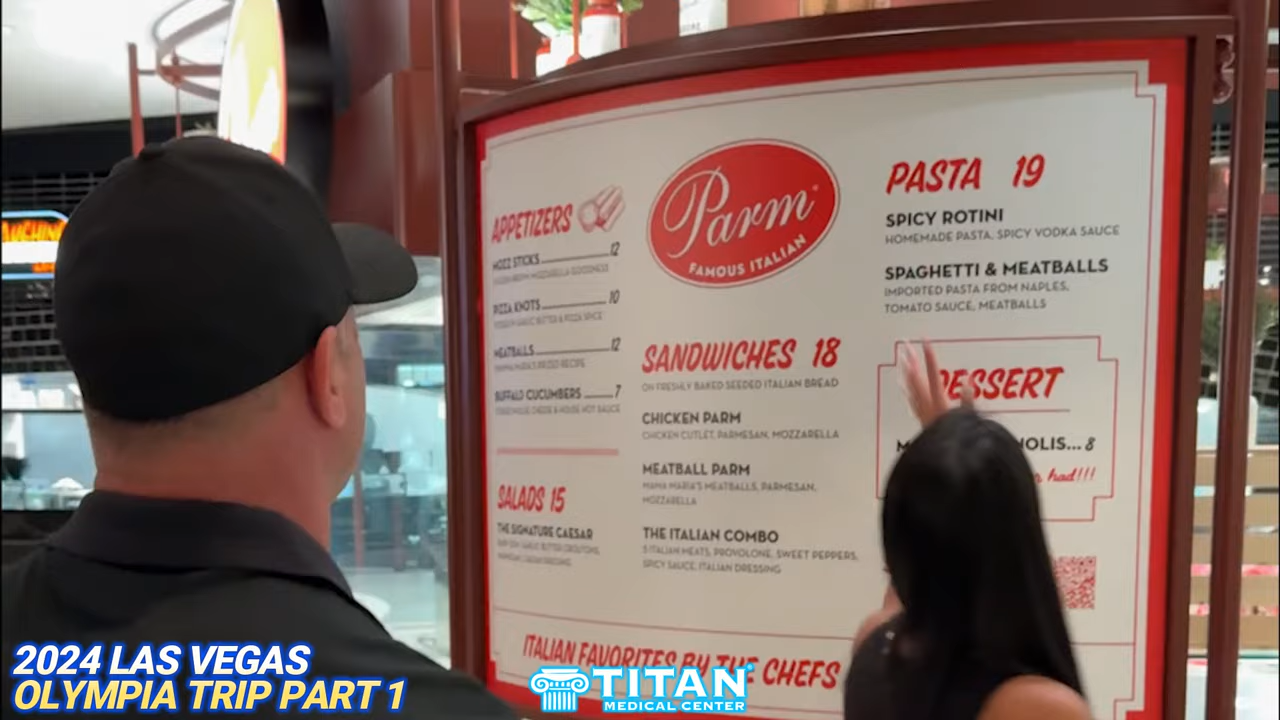 APPETIZERS
MOZZ STICKS 12
PIZZA KNOTS 10
MEATBALLS 12
BUFFALO CUCUMBERS 7
SALADS 15
THE SIGNATURE CAESAR
Parm
FAMOUS ITALIAN
SANDWICHES 18
ON FRESHLY BAKED SEEDED ITALIAN BREAD
CHICKEN PARM
CHICKEN CUTLET, PARMESAN, MOZZARELLA
MEATBALL PARM
MAMA MARIA'S MEATBALLS, PARMESAN,
MOZZARELLA
THE ITALIAN COMBO
5 ITALIAN MEATS, PROVOLONE, SWEET PEPPERS,
SPICY SAUCE, ITALIAN DRESSING
PASTA 19
SPICY ROTINI
HOMEMADE PASTA, SPICY VODKA SAUCE
SPAGHETTI & MEATBALLS
IMPORTED PASTA FROM NAPLES,
TOMATO SAUCE, MEATBALLS
DESSERT
8
had!!!
ITALIAN FAVORITES BY THE CHEFS
2024 LAS VEGAS
OLYMPIA TRIP PART 1
TITAN
MEDICAL CENTER